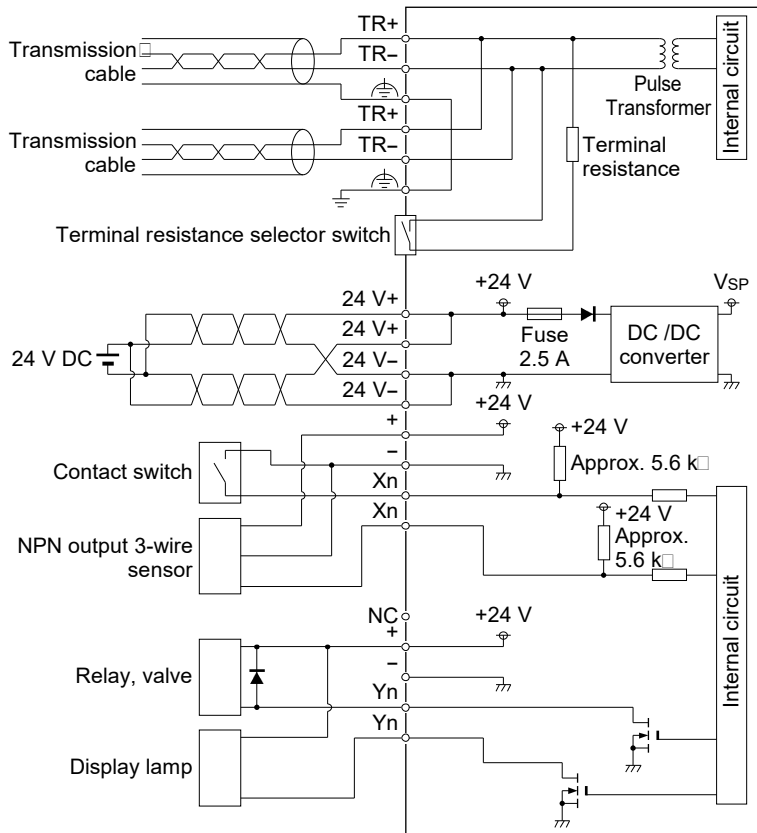 TR+
Transmission
cable
TR−
Pulse
Transformer
Internal circuit
TR+
Transmission
cable
TR−
Terminal
resistance
Terminal resistance selector switch
24 V+
+24 V
VSP
24 V+
Fuse
2.5 A
DC /DC
converter
24 V DC
24 V−
24 V−
+
+24 V
−
+24 V
Contact switch
Approx. 5.6 k□
Xn
Xn
+24 V
Approx.
5.6 k□
NPN output 3-wire
sensor
NC
+
+24 V
Internal circuit
Relay, valve
−
Yn
Yn
Display lamp